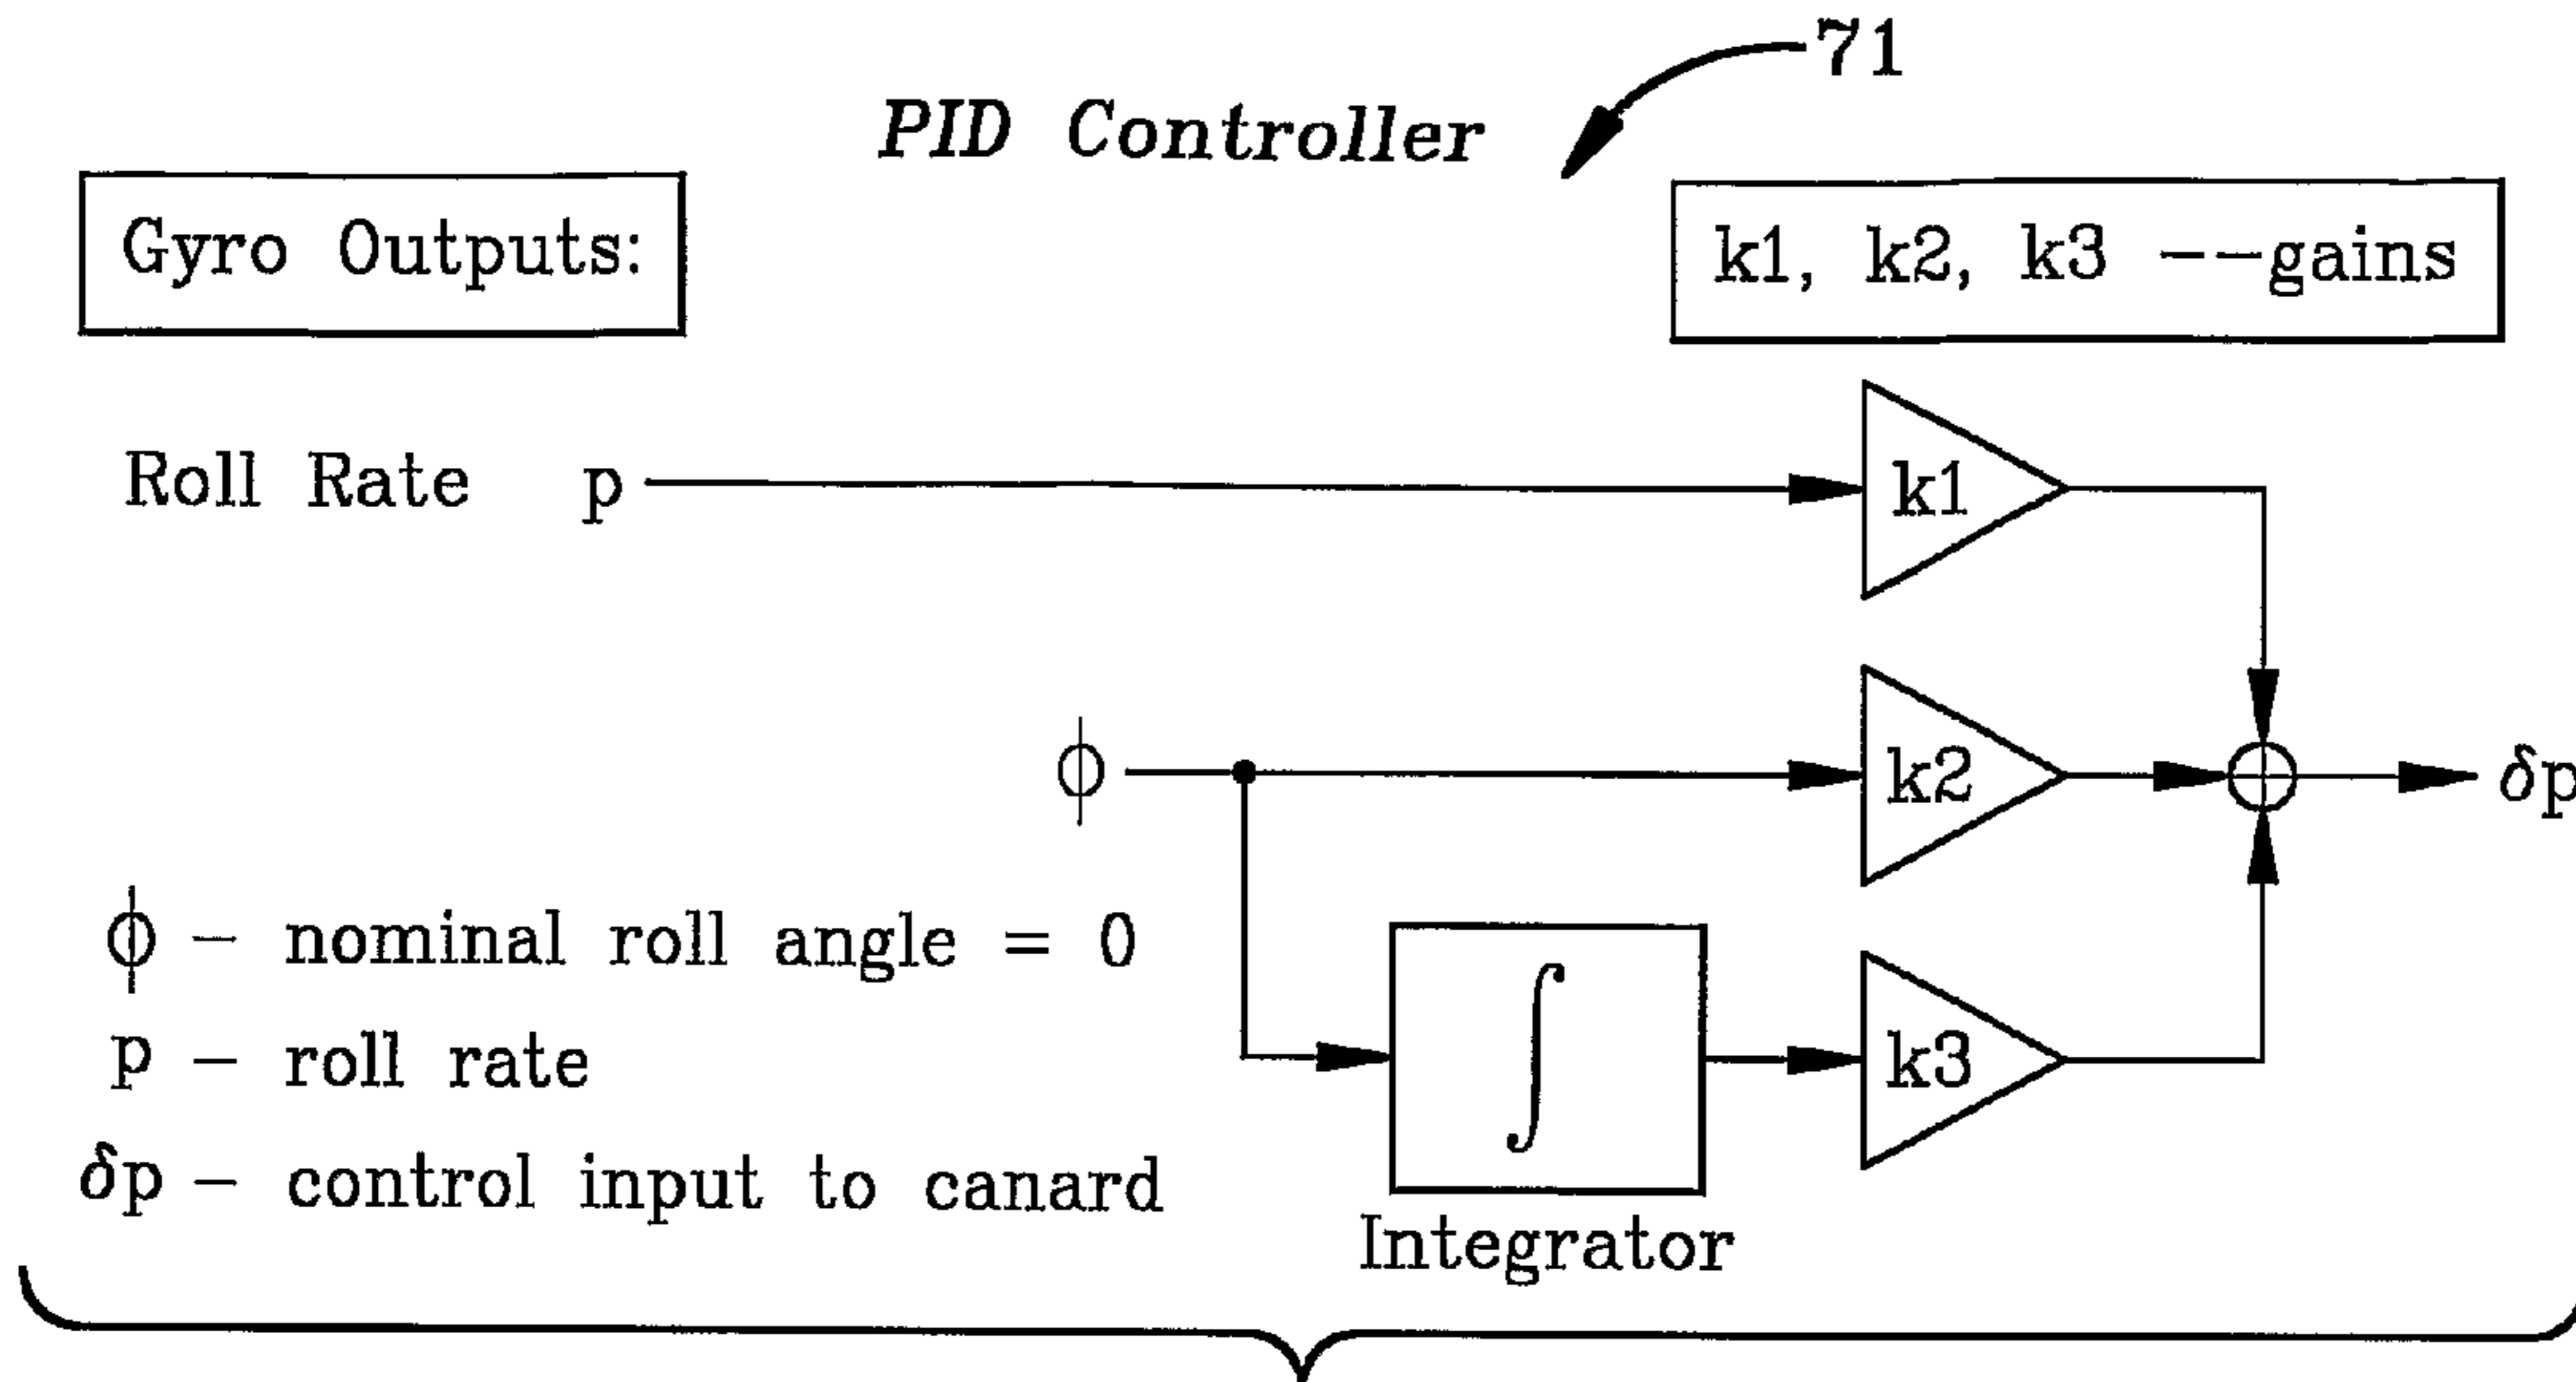 71
PID Controller
Gyro Outputs:
k1, k2, k3 --gains
Roll Rate p
k1
ϕ
k2
δp
ϕ – nominal roll angle = 0
p – roll rate
δp – control input to canard
∫
k3
Integrator